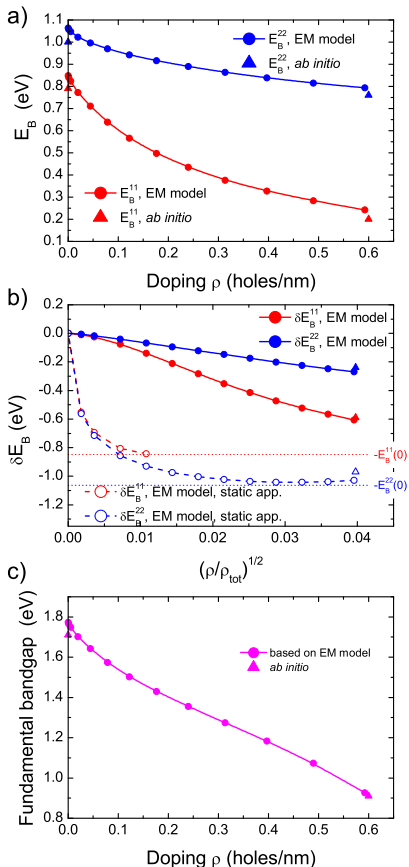 a)
1.1
1.0
0.9
0.8
0.7
0.6
0.5
0.4
0.3
0.2
0.1
E_B (eV)
E_B^22, EM model
E_B^22, ab initio
E_B^11, EM model
E_B^11, ab initio
0.0 0.1 0.2 0.3 0.4 0.5 0.6
Doping ρ (holes/nm)
b)
0.0
-0.2
-0.4
-0.6
-0.8
-1.0
-1.2
δE_B (eV)
δE_B^11, EM model
δE_B^22, EM model
-E_B^11(0)
-E_B^22(0)
δE_B^11, EM model, static app.
δE_B^22, EM model, static app.
0.00 0.01 0.02 0.03 0.04
(ρ/ρ_tot)^1/2
c)
1.8
1.6
1.4
1.2
1.0
0.8
Fundamental bandgap (eV)
based on EM model
ab initio
0.0 0.1 0.2 0.3 0.4 0.5 0.6
Doping ρ (holes/nm)